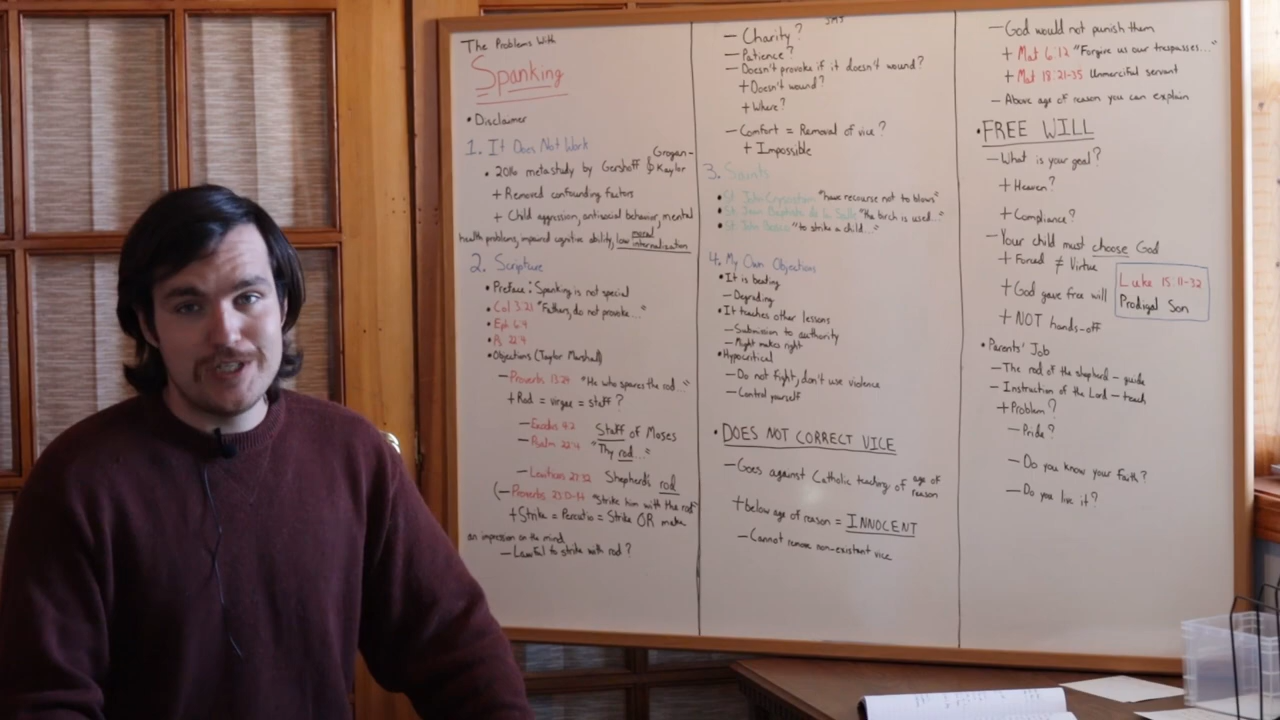 The Problems With
Spanking
• Disclaimer
1. It Does Not Work
• 2016 metastudy by Gershoff & Grogan-Kaylor
+ Removed confounding factors
+ Child aggression, antisocial behavior, mental
health problems, impaired cognitive ability, low moral internalization
2. Scripture
• Preface: Spanking is not special
• Col 3:21 "Fathers, do not provoke..."
• Eph 6:4
• Ps 22:4
• Objections (Taylor Marshall)
— Proverbs 13:24 "He who spares the rod"
+ Rod = virgae = staff?
— Exodus 4:2 Staff of Moses
— Psalm 22:4 "Thy rod..."
— Leviticus 27:32 Shepherd's rod
(— Proverbs 23:13-14 "Strike him with the rod"
+ Strike = Percutio = Strike OR make
an impression on the mind
— Lawful to strike with rod?
— Charity?
— Patience?
— Doesn't provoke if it doesn't wound?
+ Doesn't wound?
+ Where?
— Comfort = Removal of vice?
+ Impossible
3. Saints
• St. John Chrysostom "have recourse not to blows"
• St. Jean Baptiste de la Salle "the birch is used..."
• St. John Bosco "to strike a child..."
4. My Own Objections
• It is beating
— Degrading
• It teaches other lessons
— Submission to authority
— Might makes right
• Hypocritical
— Do not fight, don't use violence
— Control yourself
• DOES NOT CORRECT VICE
— Goes against Catholic teaching of age of reason
+ below age of reason = INNOCENT
— Cannot remove non-existant vice
— God would not punish them
+ Mat 6:12 "Forgive us our trespasses..."
+ Mat 18:21-35 Unmerciful servant
— Above age of reason you can explain
• FREE WILL
— What is your goal?
+ Heaven?
+ Compliance?
— Your child must choose God
+ Forced ≠ Virtue
+ God gave free will
+ NOT hands-off
Luke 15:11-32
Prodigal Son
• Parents' Job
— The rod of the shepherd — guide
— Instruction of the Lord — teach
+ Problem?
— Pride?
— Do you know your faith?
— Do you live it?